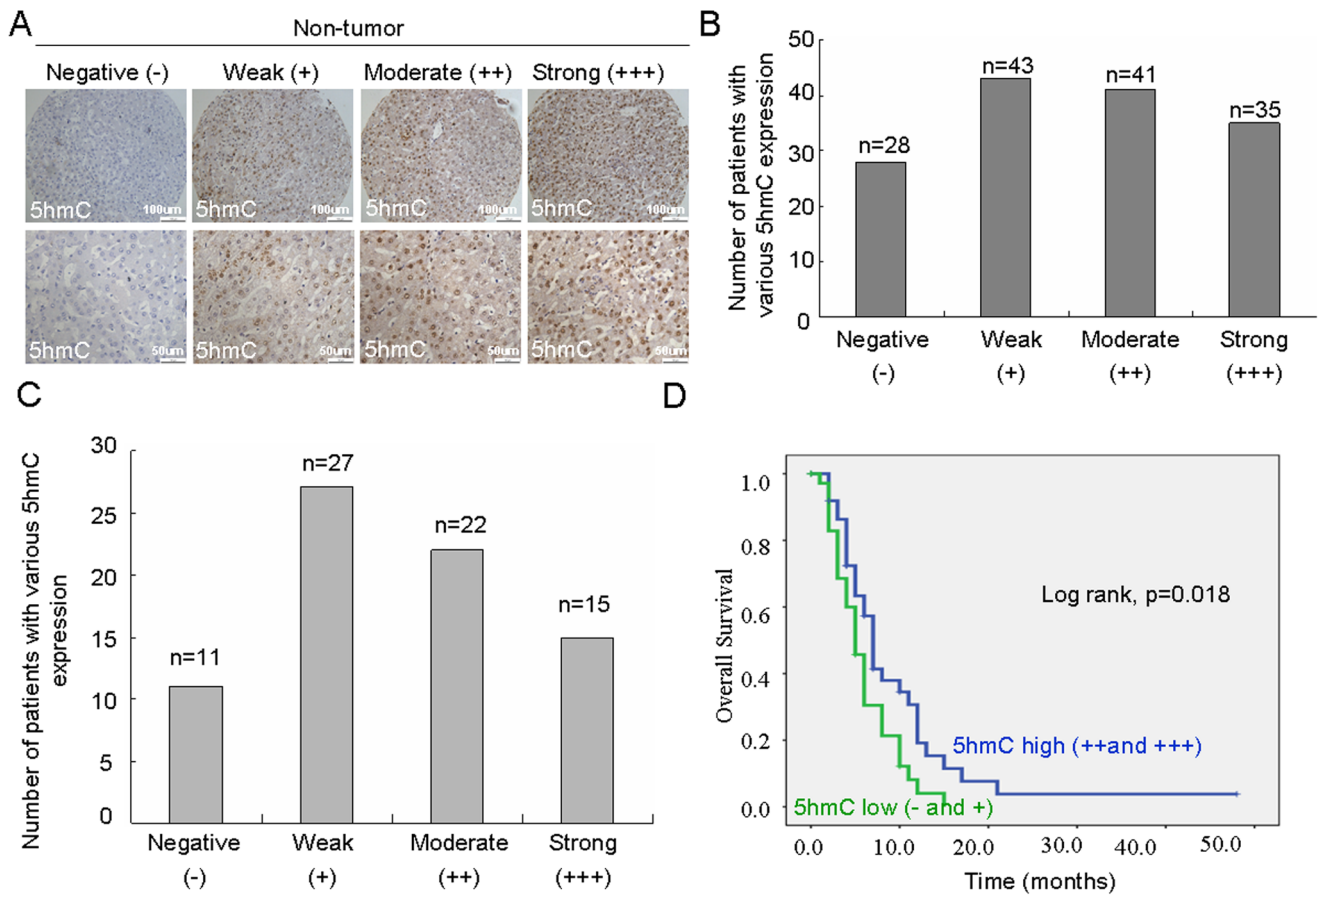 A
Non-tumor
Negative (-) Weak (+) Moderate (++) Strong (+++)
5hmC 100um 5hmC 100um 5hmC 100um 5hmC 100um
5hmC 50um 5hmC 50um 5hmC 50um 5hmC 50um
B
Number of patients with
various 5hmC expression
50
40
30
20
10
0
n=28
n=43
n=41
n=35
Negative Weak Moderate Strong
(-) (+) (++) (+++)
C
Number of patients with various 5hmC
expression
30
25
20
15
10
5
0
n=11
n=27
n=22
n=15
Negative Weak Moderate Strong
(-) (+) (++) (+++)
D
Overall Survival
1.0
0.8
0.6
0.4
0.2
0.0
Log rank, p=0.018
5hmC high (++and +++)
5hmC low (- and +)
0.0 10.0 20.0 30.0 40.0 50.0
Time (months)